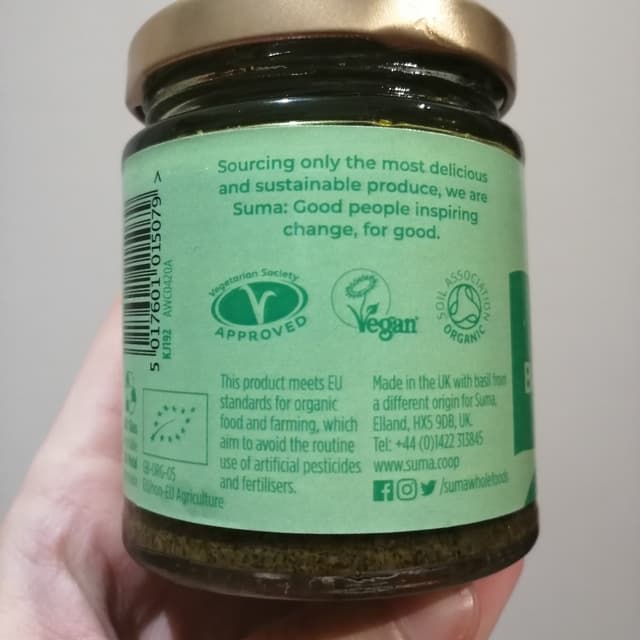 Sourcing only the most delicious
and sustainable produce, we are
Suma: Good people inspiring
change, for good.
5 017601 015079 >
KJ192 AWC0420A
Vegetarian Society
APPROVED
Vegan
SOIL ASSOCIATION
ORGANIC
This product meets EU
standards for organic
food and farming, which
aim to avoid the routine
use of artificial pesticides
and fertilisers.
Made in the UK with basil from
a different origin for Suma,
Elland, HX5 9DB, UK.
Tel: +44 (0)1422 313845
www.suma.coop
/sumawholefoods
GB-ORG-05
EU/non-EU Agriculture